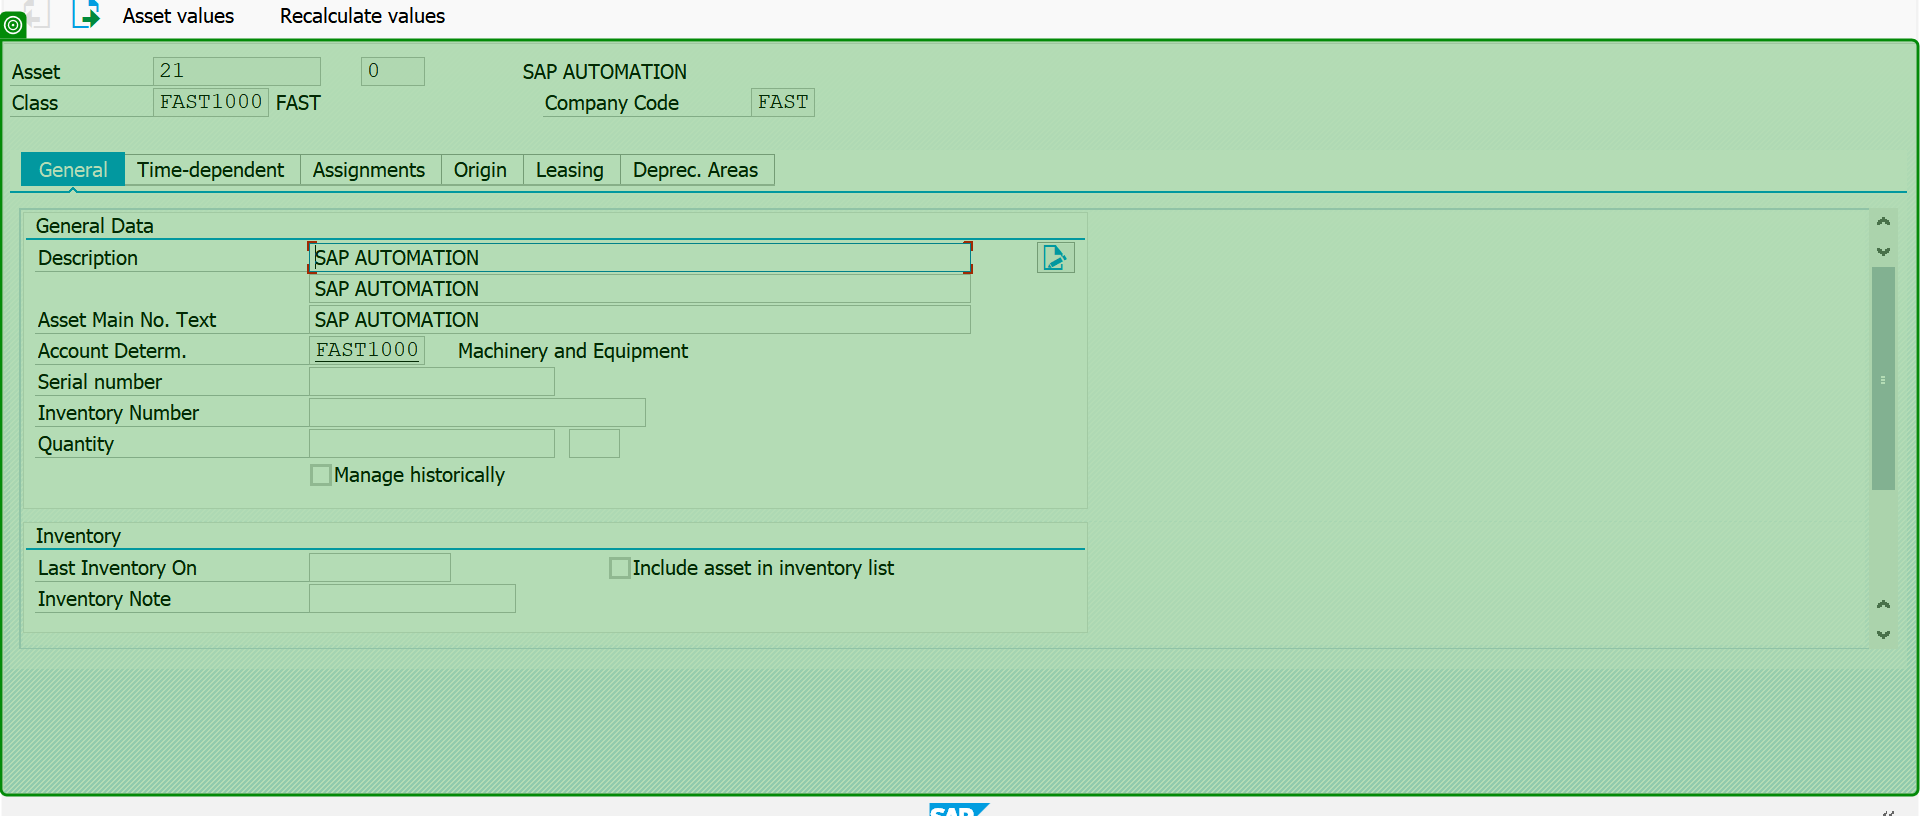 Asset values Recalculate values
Asset 21 0 SAP AUTOMATION
Class FAST1000 FAST Company Code FAST
General Time-dependent Assignments Origin Leasing Deprec. Areas
General Data
Description SAP AUTOMATION
SAP AUTOMATION
Asset Main No. Text SAP AUTOMATION
Account Determ. FAST1000 Machinery and Equipment
Serial number
Inventory Number
Quantity
Manage historically
Inventory
Last Inventory On Include asset in inventory list
Inventory Note
SAP